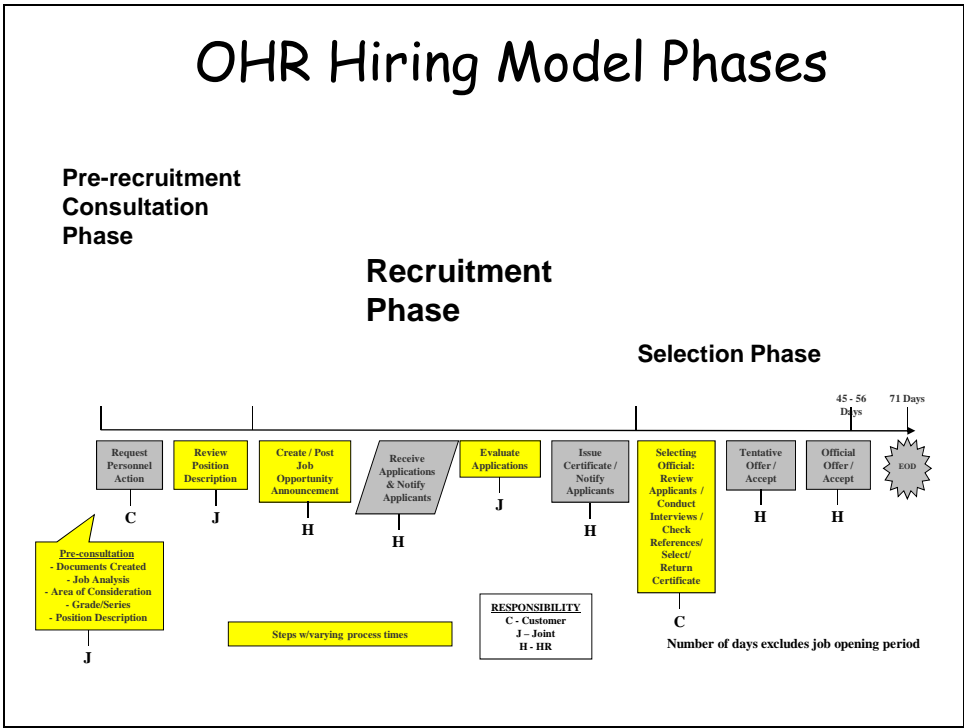 OHR Hiring Model Phases
Pre-recruitment
Consultation
Phase
Recruitment
Phase
Selection Phase
45 - 56
Days
71 Days
Request
Personnel
Action
C
Review
Position
Description
J
Create / Post
Job
Opportunity
Announcement
H
Receive
Applications
& Notify
Applicants
H
Evaluate
Applications
J
Issue
Certificate /
Notify
Applicants
H
Selecting
Official:
Review
Applicants /
Conduct
Interviews /
Check
References/
Select/
Return
Certificate
C
Tentative
Offer /
Accept
H
Official
Offer /
Accept
H
EOD
Pre-consultation
- Documents Created
- Job Analysis
- Area of Consideration
- Grade/Series
- Position Description
J
Steps w/varying process times
RESPONSIBILITY
C - Customer
J – Joint
H - HR
Number of days excludes job opening period